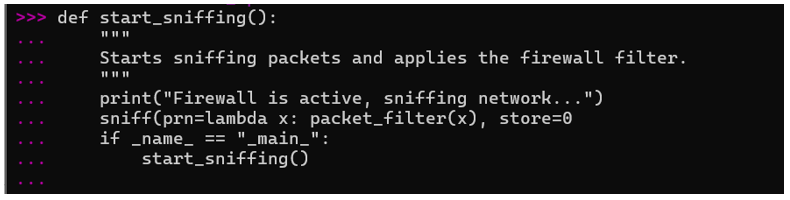 >>> def start_sniffing():
...     """
...     Starts sniffing packets and applies the firewall filter.
...     """
...     print("Firewall is active, sniffing network...")
...     sniff(prn=lambda x: packet_filter(x), store=0
...     if _name_ == "_main_":
...         start_sniffing()
...